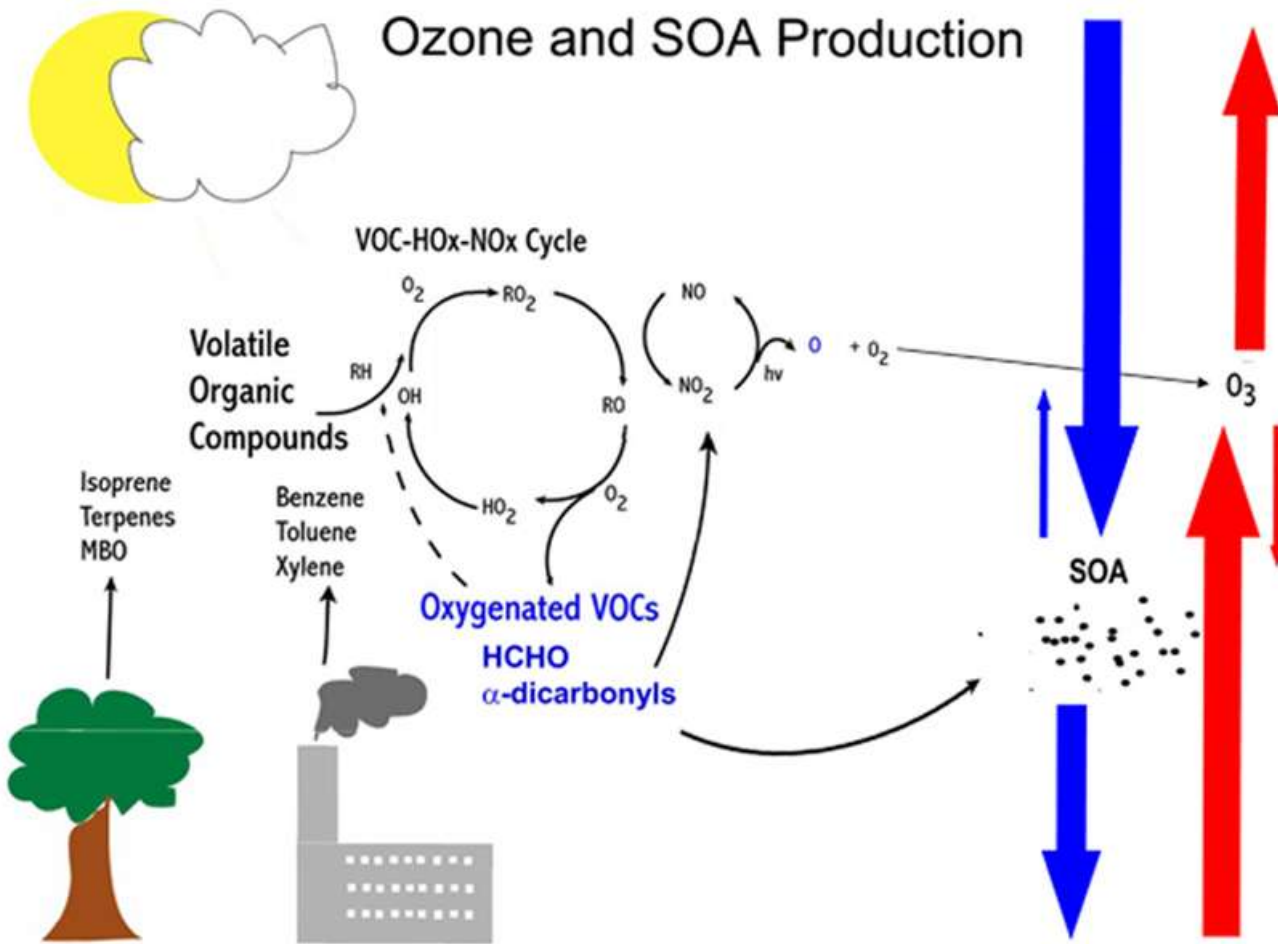 Ozone and SOA Production
VOC-HOx-NOx Cycle
O2
RO2
NO
Volatile
Organic
Compounds
RH
OH
RO
NO2
hν
O + O2
O3
HO2
O2
Isoprene
Terpenes
MBO
Benzene
Toluene
Xylene
Oxygenated VOCs
HCHO
α-dicarbonyls
SOA